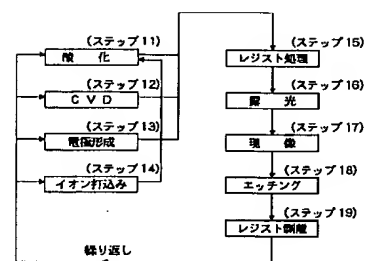 (ステップ11)
酸 化
(ステップ12)
CVD
(ステップ13)
電極形成
(ステップ14)
イオン打込み
繰り返し
(ステップ15)
レジスト処理
(ステップ16)
露 光
(ステップ17)
現 像
(ステップ18)
エッチング
(ステップ19)
レジスト剥離